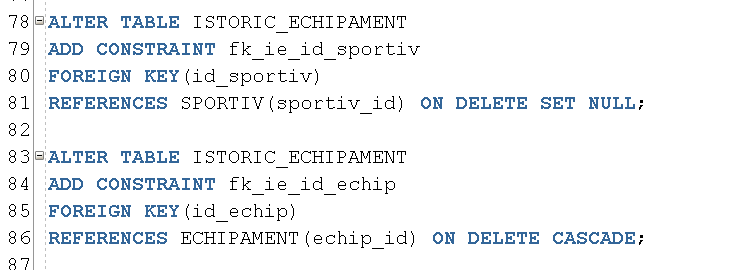 78 ALTER TABLE ISTORIC_ECHIPAMENT
79 ADD CONSTRAINT fk_ie_id_sportiv
80 FOREIGN KEY(id_sportiv)
81 REFERENCES SPORTIV(sportiv_id) ON DELETE SET NULL;
82
83 ALTER TABLE ISTORIC_ECHIPAMENT
84 ADD CONSTRAINT fk_ie_id_echip
85 FOREIGN KEY(id_echip)
86 REFERENCES ECHIPAMENT(echip_id) ON DELETE CASCADE;
87